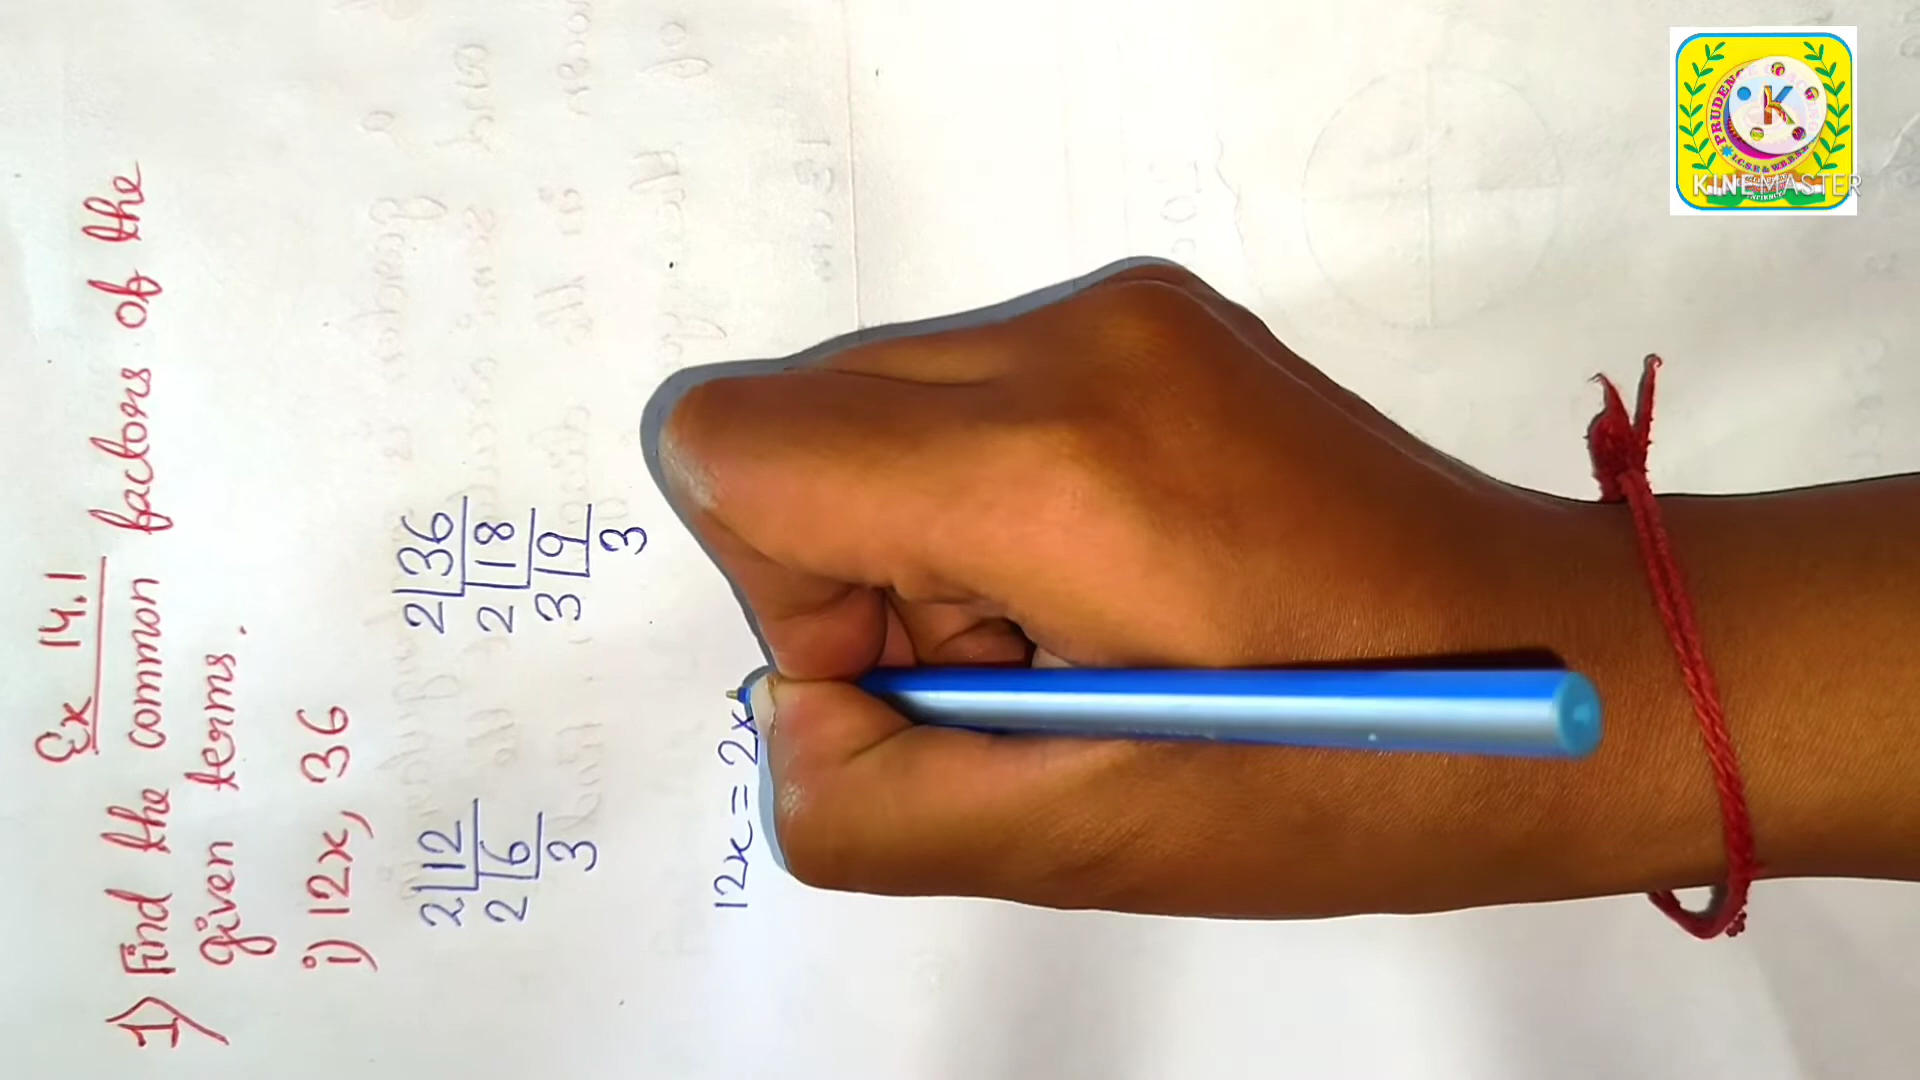 Ex 14.1
1) Find the common factors of the
given terms.
i) 12x, 36
2 12
2 6
3
2 36
2 18
3 9
3
12x = 2x
PRUDENCE
I.C.S.E & W.B.B.S.E
KINEMASTER